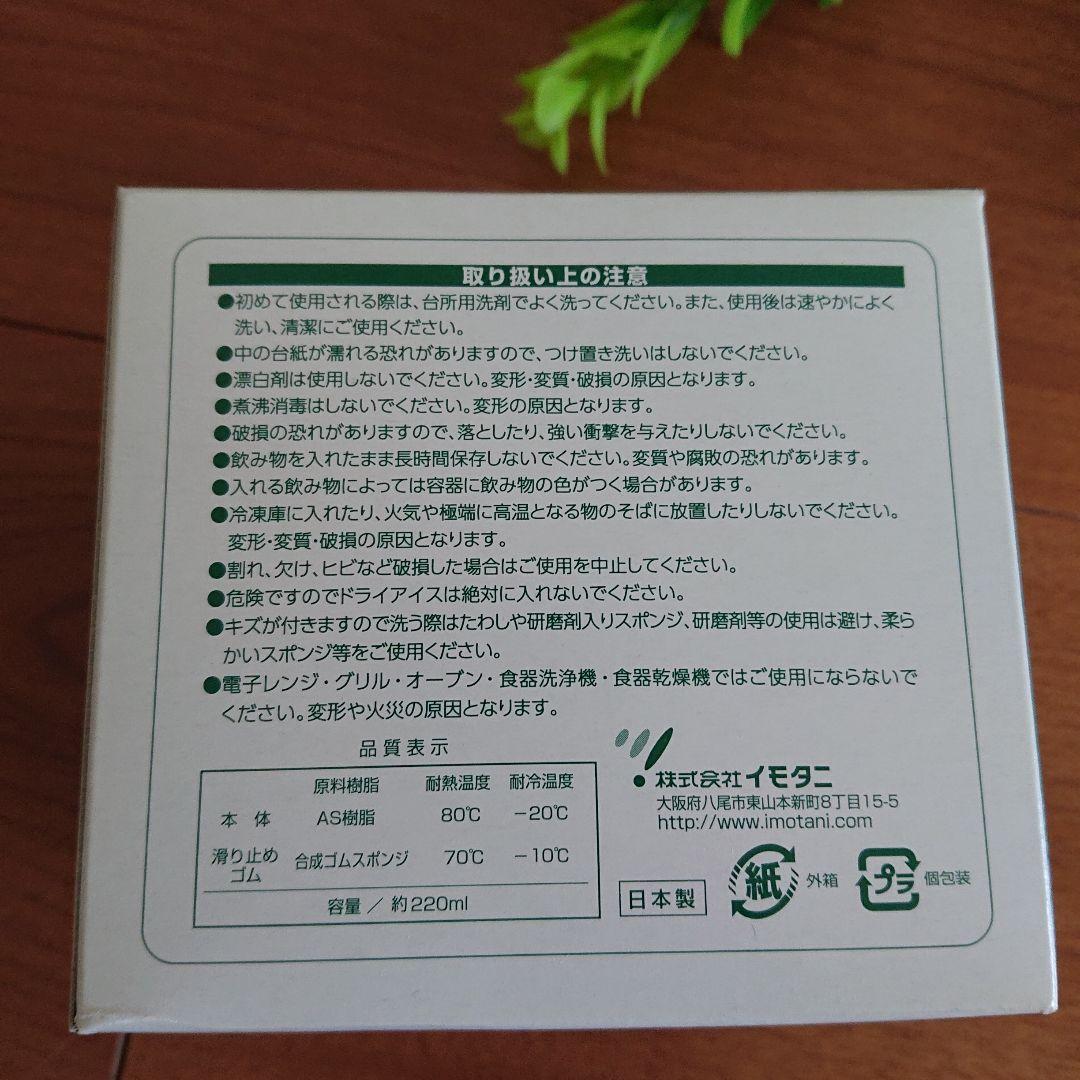 取り扱い上の注意
●初めて使用される際は、台所用洗剤でよく洗ってください。また、使用後は速やかによく
洗い、清潔にご使用ください。
●中の台紙が濡れる恐れがありますので、つけ置き洗いはしないでください。
●漂白剤は使用しないでください。変形・変質・破損の原因となります。
●煮沸消毒はしないでください。変形の原因となります。
●破損の恐れがありますので、落としたり、強い衝撃を与えたりしないでください。
●飲み物を入れたまま長時間保存しないでください。変質や腐敗の恐れがあります。
●入れる飲み物によっては容器に飲み物の色がつく場合があります。
●冷凍庫に入れたり、火気や極端に高温となる物のそばに放置したりしないでください。
変形・変質・破損の原因となります。
●割れ、欠け、ヒビなど破損した場合はご使用を中止してください。
●危険ですのでドライアイスは絶対に入れないでください。
●キズが付きますので洗う際はたわしや研磨剤入りスポンジ、研磨剤等の使用は避け、柔ら
かいスポンジ等をご使用ください。
●電子レンジ・グリル・オーブン・食器洗浄機・食器乾燥機ではご使用にならないで
ください。変形や火災の原因となります。
品質表示
原料樹脂 耐熱温度 耐冷温度
本体 AS樹脂 80℃ −20℃
滑り止め
ゴム 合成ゴムスポンジ 70℃ −10℃
容量／約220ml
株式会社イモタニ
大阪府八尾市東山本新町8丁目15-5
http://www.imotani.com
日本製
紙 外箱
プラ 個包装